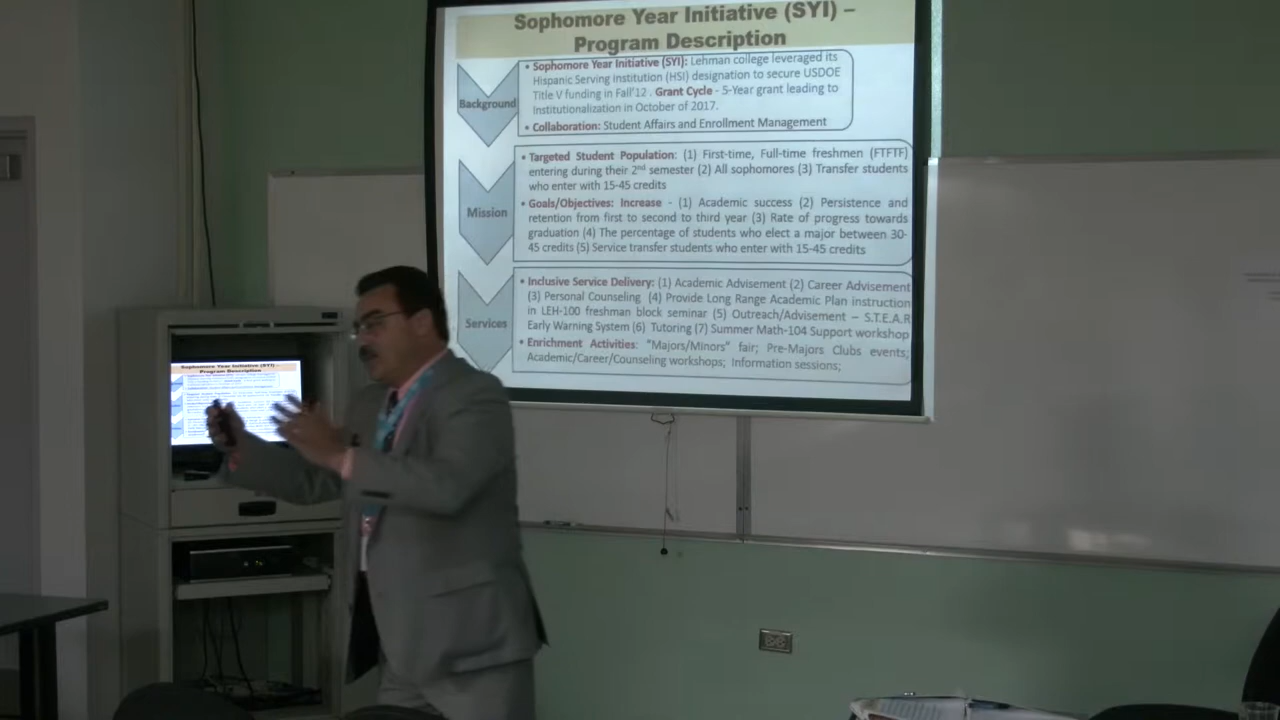 Sophomore Year Initiative (SYI) –
Program Description
Background
• Sophomore Year Initiative (SYI): Lehman college leveraged its
Hispanic Serving Institution (HSI) designation to secure USDOE
Title V funding in Fall'12 . Grant Cycle - 5-Year grant leading to
Institutionalization in October of 2017.
• Collaboration: Student Affairs and Enrollment Management
Mission
• Targeted Student Population: (1) First-time, Full-time freshmen (FTFTF)
entering during their 2nd semester (2) All sophomores (3) Transfer students
who enter with 15-45 credits
• Goals/Objectives: Increase - (1) Academic success (2) Persistence and
retention from first to second to third year (3) Rate of progress towards
graduation (4) The percentage of students who elect a major between 30-
45 credits (5) Service transfer students who enter with 15-45 credits
Services
• Inclusive Service Delivery: (1) Academic Advisement (2) Career Advisement
(3) Personal Counseling (4) Provide Long Range Academic Plan instruction
in LEH-100 freshman block seminar (5) Outreach/Advisement – S.T.E.A.R
Early Warning System (6) Tutoring (7) Summer Math-104 Support workshop
• Enrichment Activities: "Majors/Minors" fair; Pre-Majors Clubs events;
Academic/Career/Counseling workshops; Information sessions;
Sophomore Year Initiative (SYI) –
Program Description